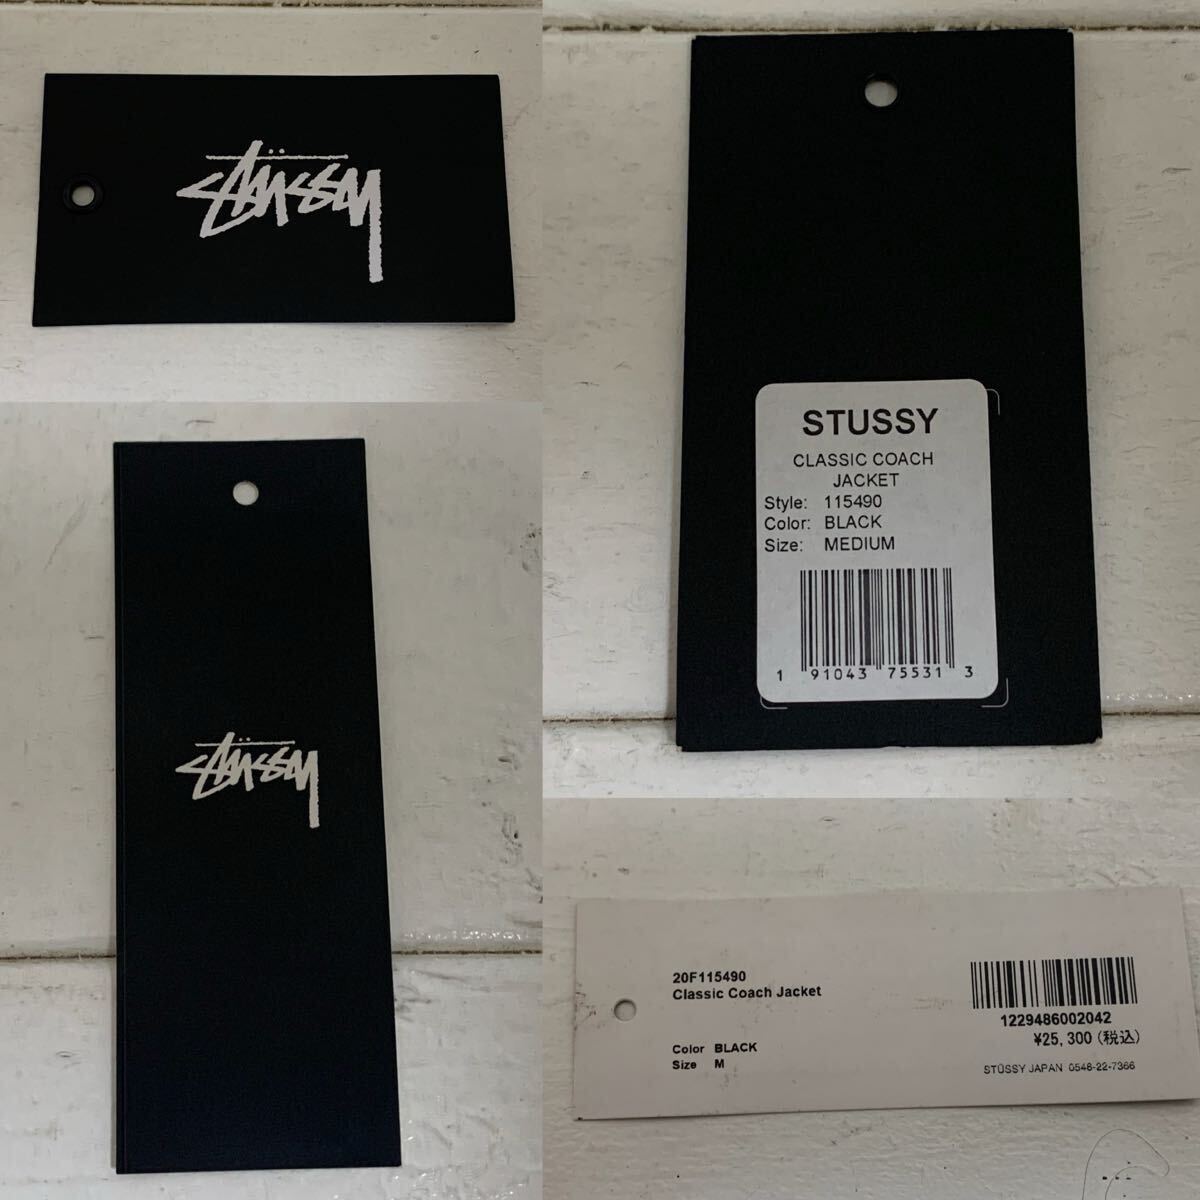 STÜSSY
STUSSY
CLASSIC COACH
JACKET
Style: 115490
Color: BLACK
Size: MEDIUM
1 91043 75531 3
STÜSSY
20F115490
Classic Coach Jacket
Color BLACK
Size M
1229486002042
¥25,300(税込)
STÜSSY JAPAN 0548-22-7366